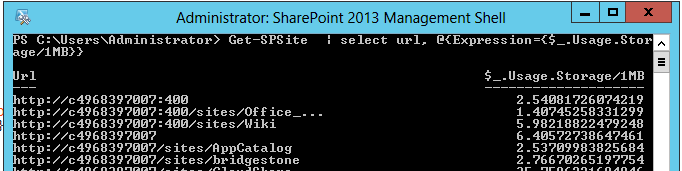 Administrator: SharePoint 2013 Management Shell
PS C:\Users\Administrator> Get-SPSite | select url, @{Expression={$_.Usage.Stor
age/1MB}}
Url $_.Usage.Storage/1MB
--- --------------------
http://c4968397007:400 2.54081726074219
http://c4968397007:400/sites/Office_... 1.40745258331299
http://c4968397007:400/sites/Wiki 5.98218822479248
http://c4968397007 6.40572738647461
http://c4968397007/sites/AppCatalog 2.53709983825684
http://c4968397007/sites/bridgestone 2.76670265197754